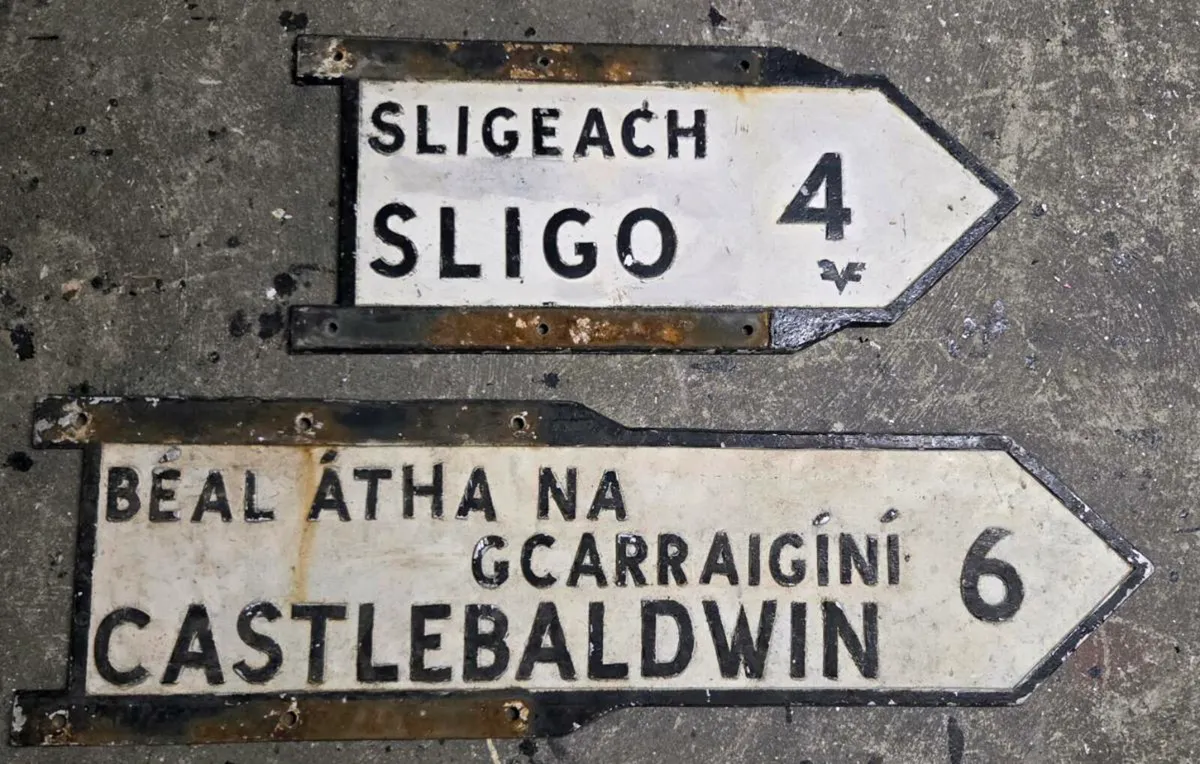 SLIGEACH
SLIGO 4
BÉAL ÁTHA NA
GCARRAIGÍNÍ
CASTLEBALDWIN 6